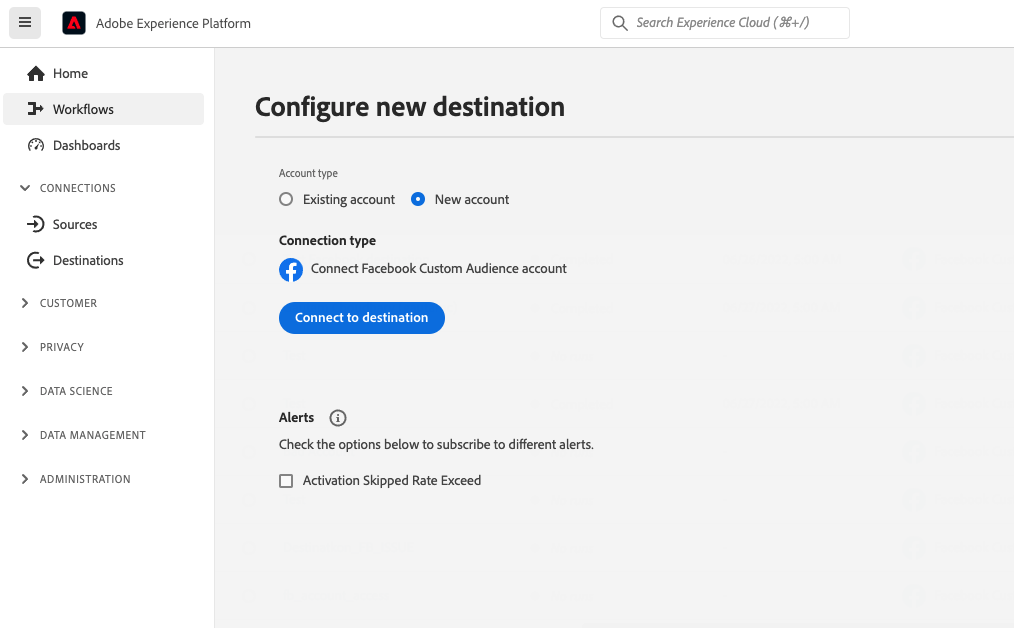 Adobe Experience Platform
Search Experience Cloud (⌘+/)
Home
Workflows
Dashboards
CONNECTIONS
Sources
Destinations
CUSTOMER
PRIVACY
DATA SCIENCE
DATA MANAGEMENT
ADMINISTRATION
Configure new destination
Account type
Existing account New account
Connection type
Connect Facebook Custom Audience account
Connect to destination
Alerts
Check the options below to subscribe to different alerts.
Activation Skipped Rate Exceed